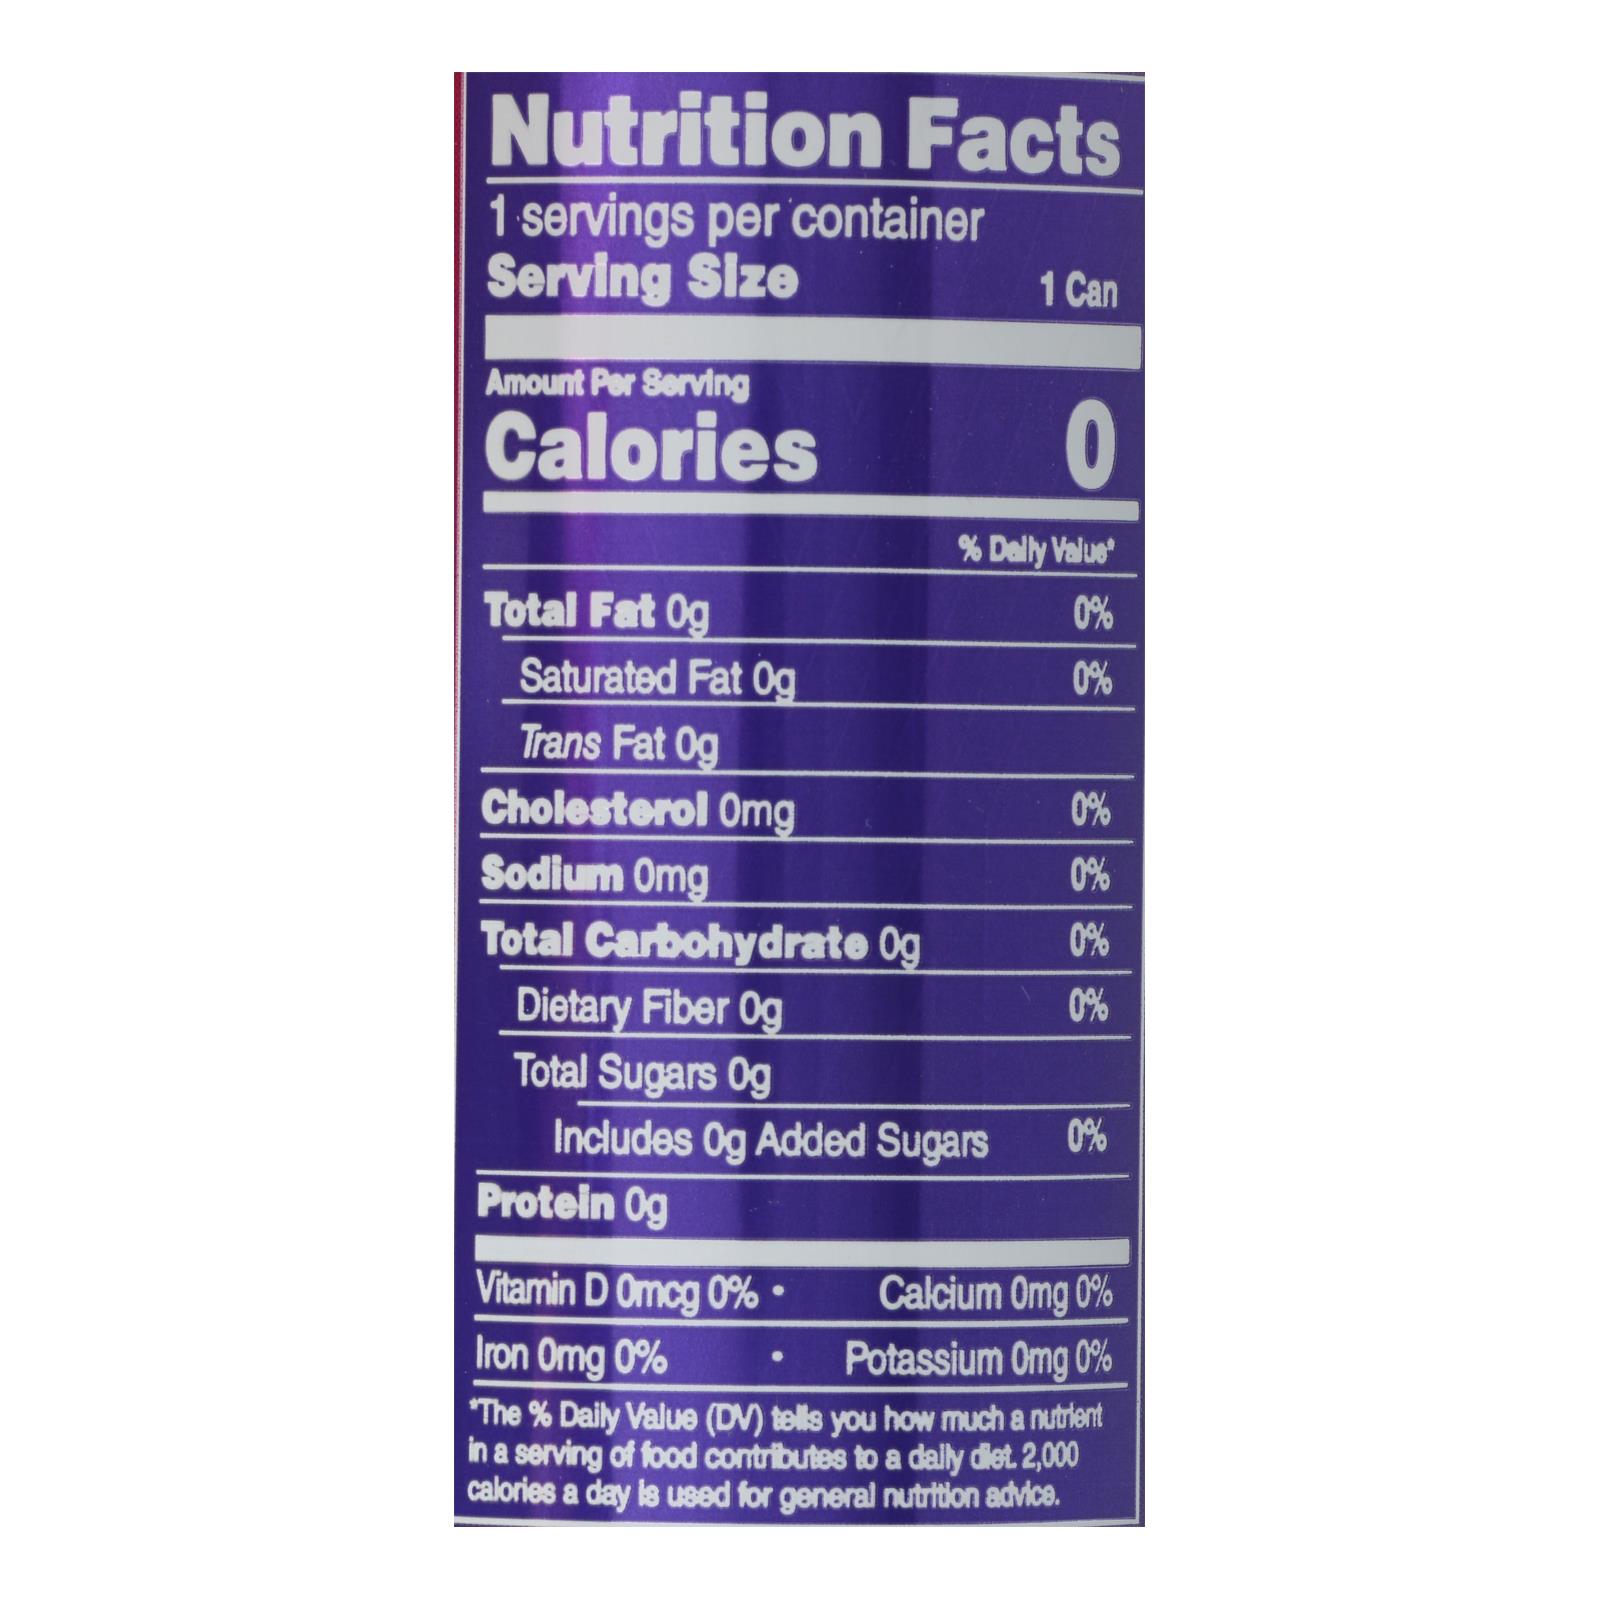 Nutrition Facts
1 servings per container
Serving Size 1 Can
Amount Per Serving
Calories 0
% Daily Value*
Total Fat 0g 0%
Saturated Fat 0g 0%
Trans Fat 0g
Cholesterol 0mg 0%
Sodium 0mg 0%
Total Carbohydrate 0g 0%
Dietary Fiber 0g 0%
Total Sugars 0g
Includes 0g Added Sugars 0%
Protein 0g
Vitamin D 0mcg 0% • Calcium 0mg 0%
Iron 0mg 0% • Potassium 0mg 0%
*The % Daily Value (DV) tells you how much a nutrient
in a serving of food contributes to a daily diet. 2,000
calories a day is used for general nutrition advice.